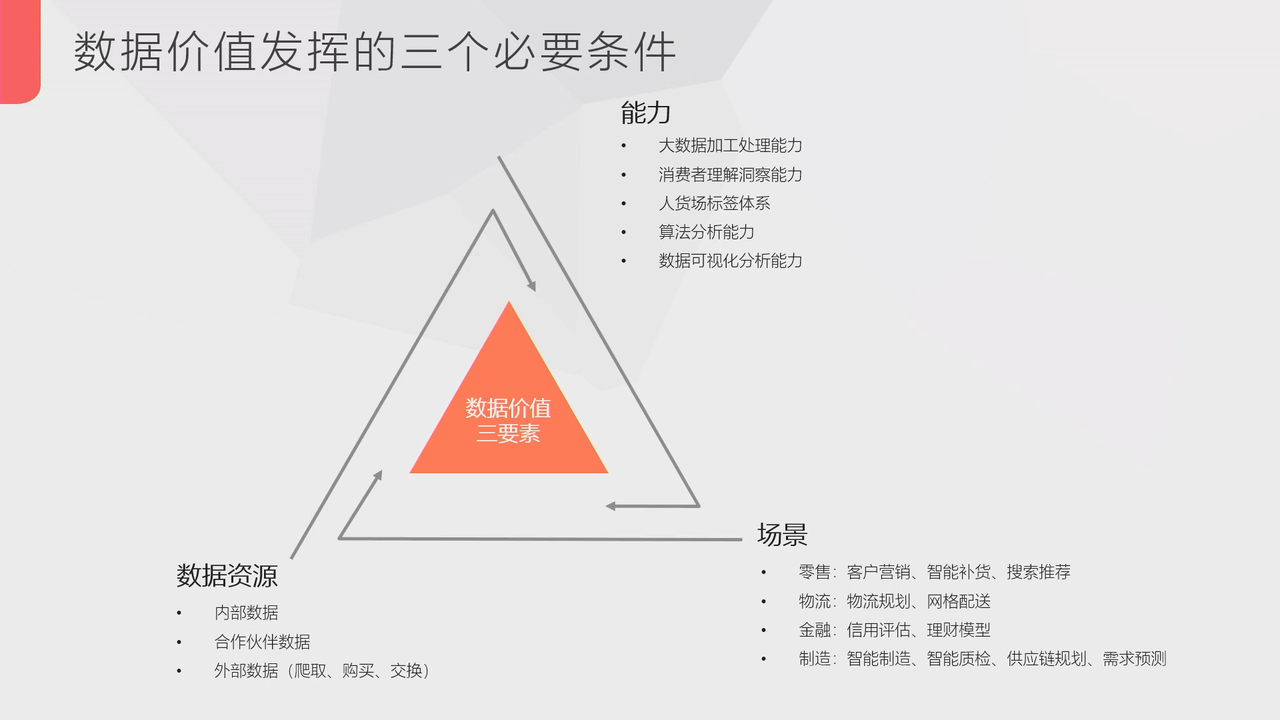 数据价值发挥的三个必要条件
能力
• 大数据加工处理能力
• 消费者理解洞察能力
• 人货场标签体系
• 算法分析能力
• 数据可视化分析能力
数据价值
三要素
数据资源
• 内部数据
• 合作伙伴数据
• 外部数据（爬取、购买、交换）
场景
• 零售：客户营销、智能补货、搜索推荐
• 物流：物流规划、网格配送
• 金融：信用评估、理财模型
• 制造：智能制造、智能质检、供应链规划、需求预测